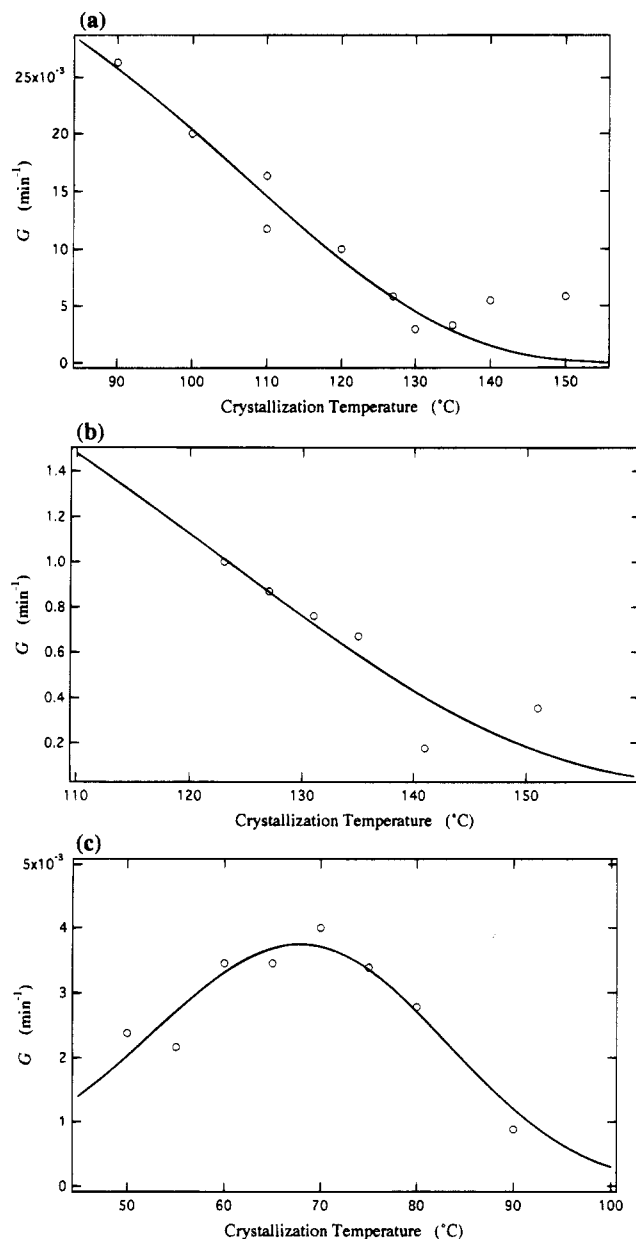 (a)
25x10⁻³
20
15
10
5
0
G (min⁻¹)
90 100 110 120 130 140 150
Crystallization Temperature (˚C)
(b)
1.4
1.2
1.0
0.8
0.6
0.4
0.2
G (min⁻¹)
110 120 130 140 150
Crystallization Temperature (˚C)
(c)
5x10⁻³
4
3
2
1
0
G (min⁻¹)
50 60 70 80 90 100
Crystallization Temperature (˚C)